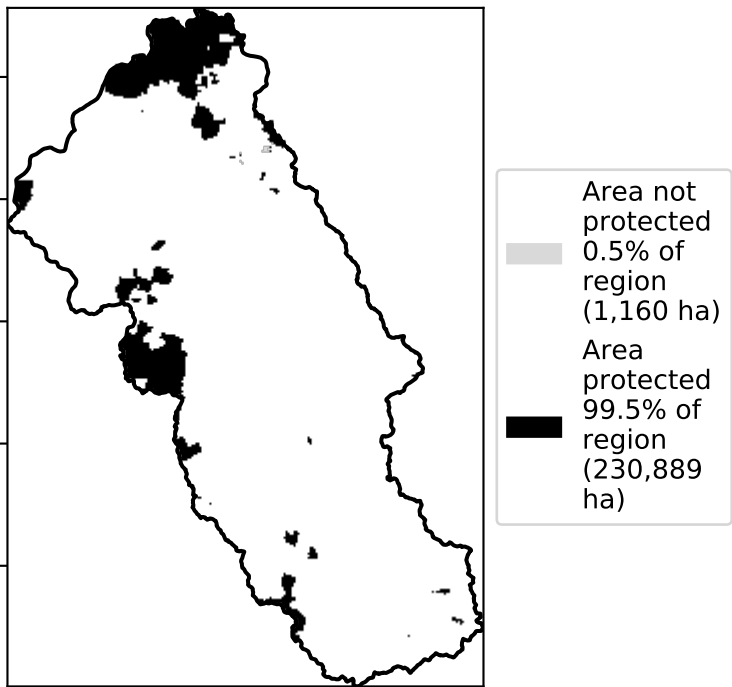 Area not
protected
0.5% of
region
(1,160 ha)
Area
protected
99.5% of
region
(230,889
ha)